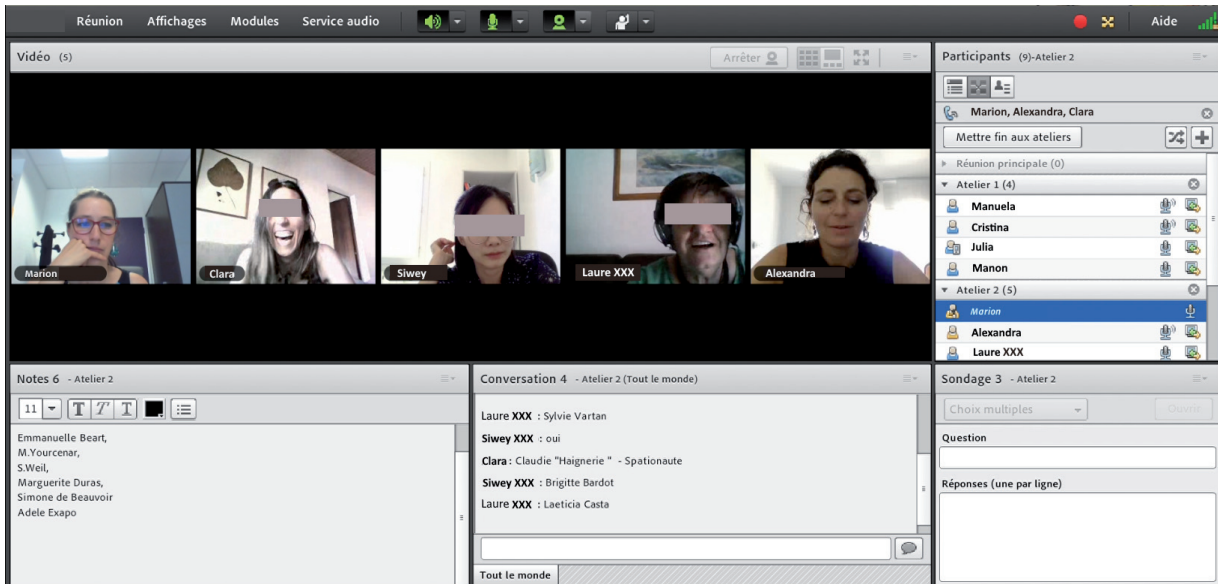 Réunion Affichages Modules Service audio Aide
Vidéo (5) Arrêter
Marion
Clara
Siwey
Laure XXX
Alexandra
Participants (9)-Atelier 2
Marion, Alexandra, Clara
Mettre fin aux ateliers
Réunion principale (0)
Atelier 1 (4)
Manuela
Cristina
Julia
Manon
Atelier 2 (5)
Marion
Alexandra
Laure XXX
Notes 6 - Atelier 2
11 T T T
Emmanuelle Beart,
M.Yourcenar,
S.Weil,
Marguerite Duras,
Simone de Beauvoir
Adele Exapo
Conversation 4 - Atelier 2 (Tout le monde)
Laure XXX : Sylvie Vartan
Siwey XXX : oui
Clara : Claudie "Haignerie " - Spationaute
Siwey XXX : Brigitte Bardot
Laure XXX : Laeticia Casta
Tout le monde
Sondage 3 - Atelier 2
Choix multiples Ouvrir
Question
Réponses (une par ligne)